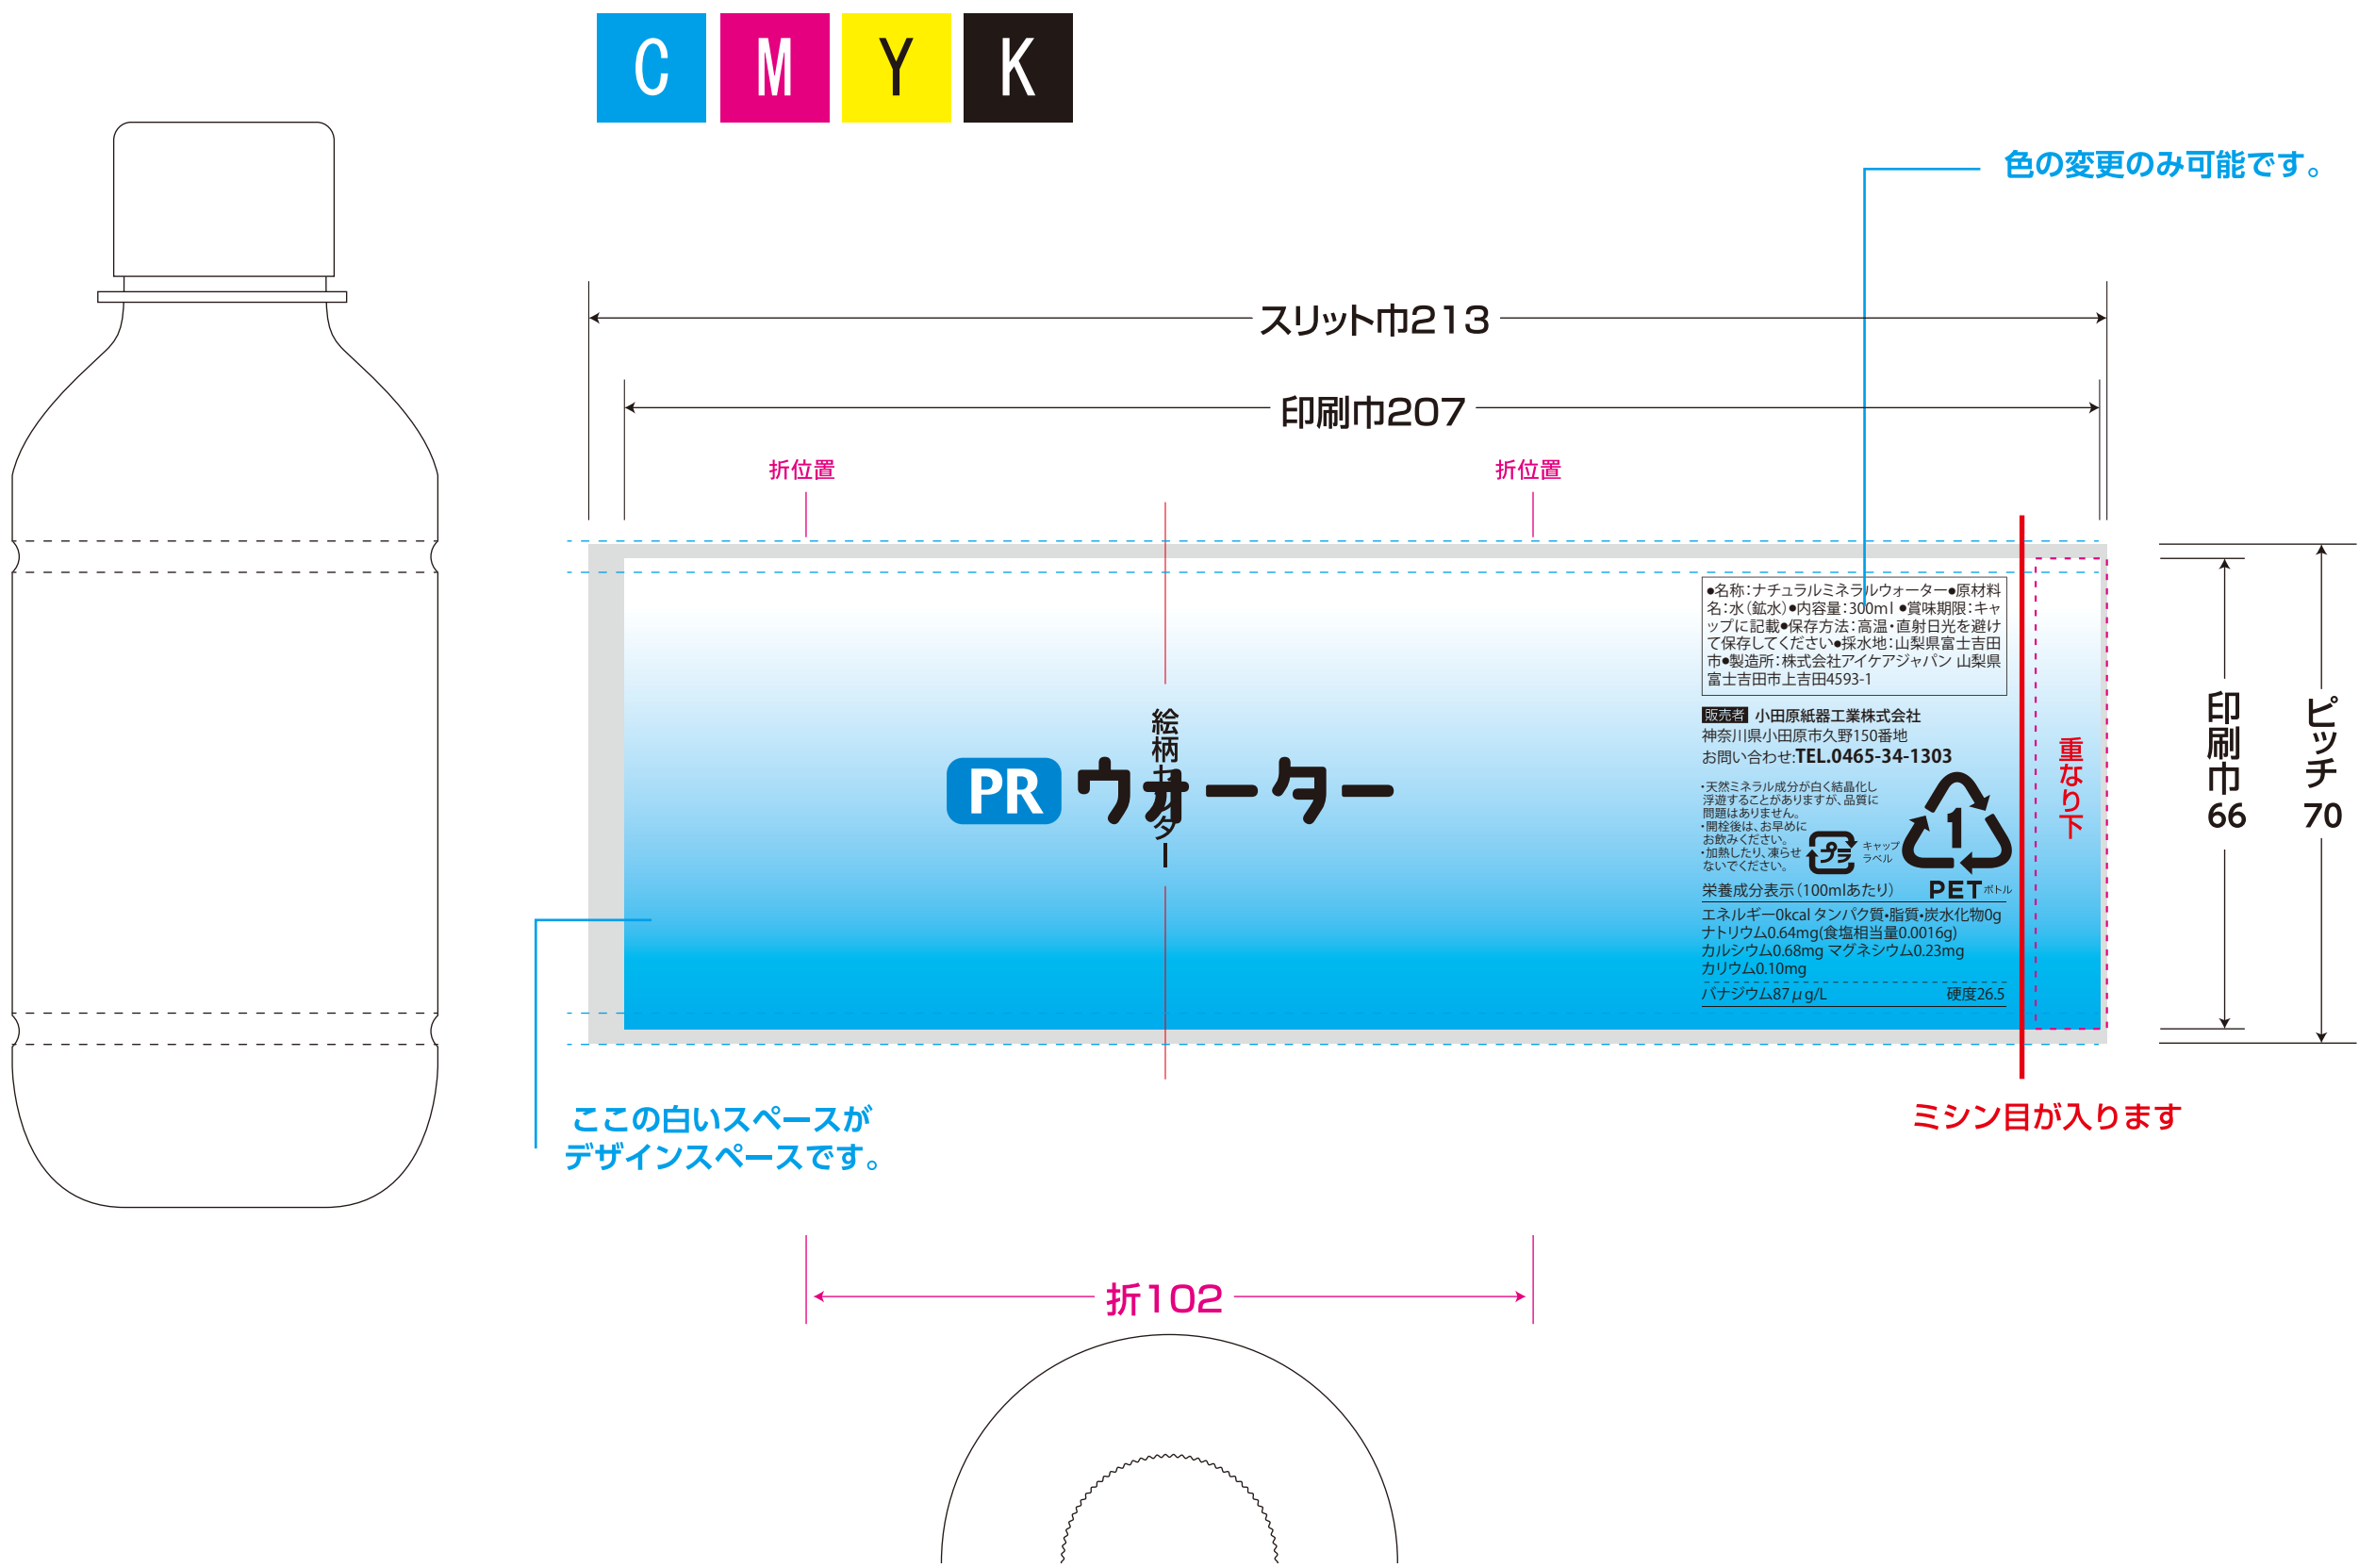 C M Y K
色の変更のみ可能です。
スリット巾213
印刷巾207
折位置
折位置
●名称：ナチュラルミネラルウォーター●原材料
名：水（鉱水）●内容量：300ml ●賞味期限：キャ
ップに記載●保存方法：高温・直射日光を避け
て保存してください●採水地：山梨県富士吉田
市●製造所：株式会社アイケアジャパン 山梨県
富士吉田市上吉田4593-1
販売者 小田原紙器工業株式会社
神奈川県小田原市久野150番地
お問い合わせ:TEL.0465-34-1303
絵柄センター
PR ウォーター
・天然ミネラル成分が白く結晶化し
浮遊することがありますが、品質に
問題はありません。
・開栓後は、お早めに
お飲みください。
・加熱したり、凍らせ
ないでください。
プラ
キャップ
ラベル
1
PETボトル
栄養成分表示（100mlあたり）
エネルギー0kcal タンパク質・脂質・炭水化物0g
ナトリウム0.64mg(食塩相当量0.0016g)
カルシウム0.68mg マグネシウム0.23mg
カリウム0.10mg
バナジウム87μg/L 硬度26.5
重なり下
印刷巾66
ピッチ70
ここの白いスペースが
デザインスペースです。
ミシン目が入ります
折102